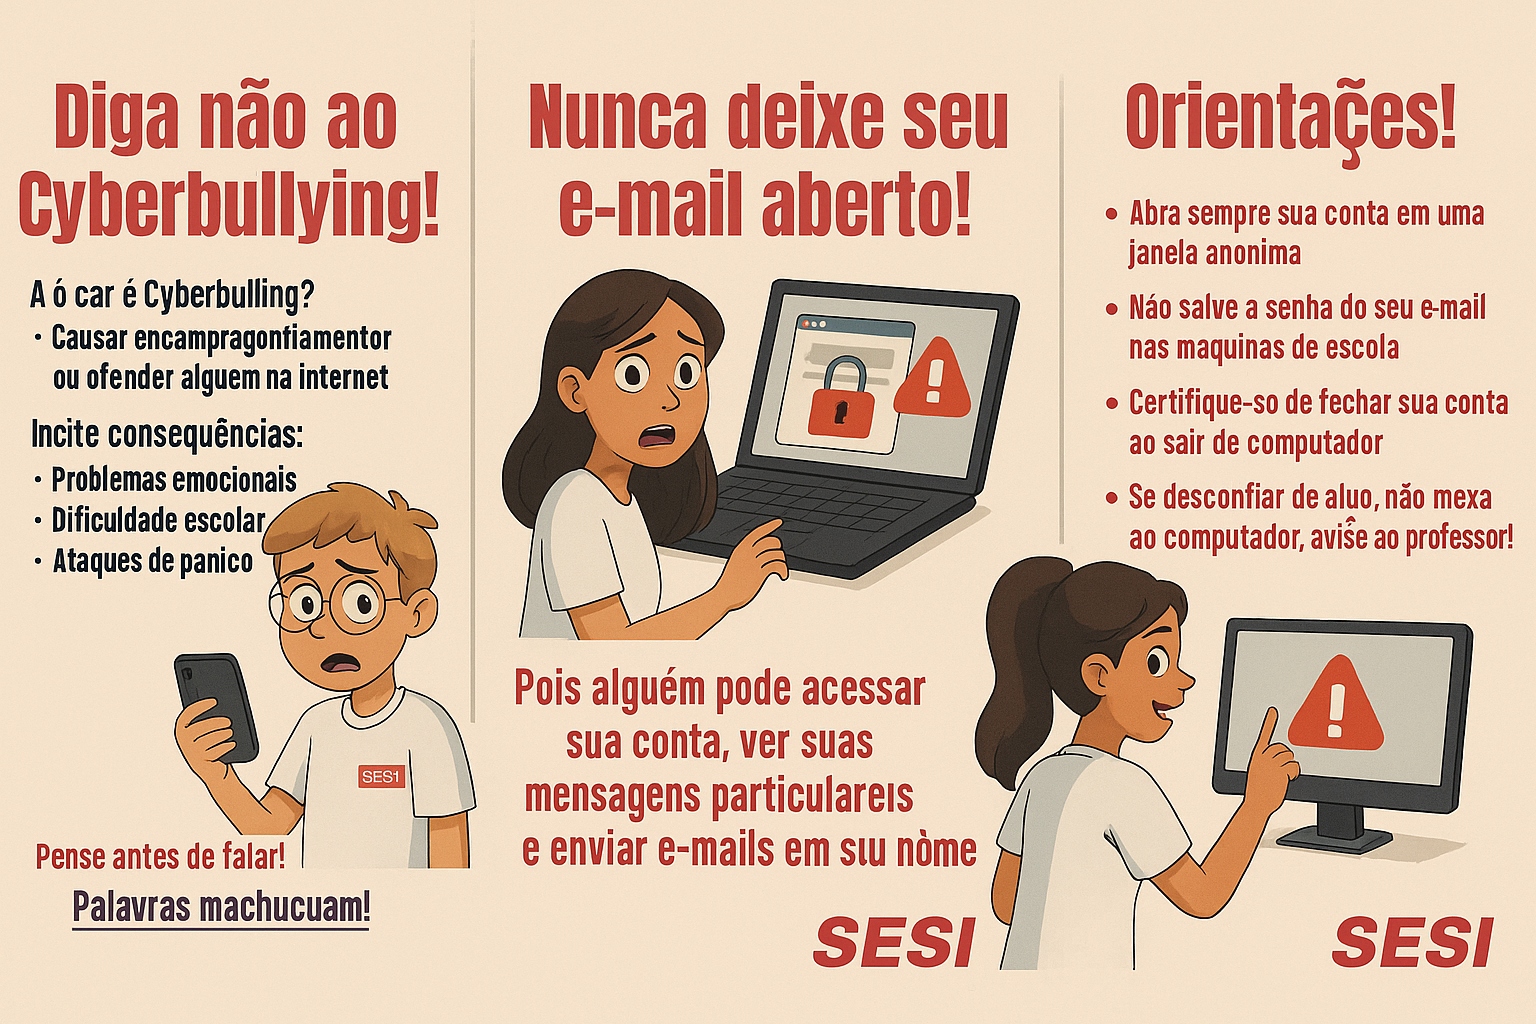 Diga não ao
Cyberbullying!
A ó car é Cyberbulling?
• Causar encampragonfiamentor
ou ofender alguem na internet
Incite consequências:
• Problemas emocionais
• Dificuldade escolar
• Ataques de panico
SES1
Pense antes de falar!
Palavras machucuam!
Nunca deixe seu
e-mail aberto!
Pois alguém pode acessar
sua conta, ver suas
mensagens particulareıs
e enviar e-mails em sıu nòme
SESI
Orientaç̃es!
• Abra sempre sua conta em uma
janela anonima
• Náo salve a senha do seu e-mail
nas maquinas de escola
• Certifique-so de fechar sua conta
ao sair de computador
• Se desconfiar de aluo, não mexa
ao computador, aviŝe ao professor!
SESI